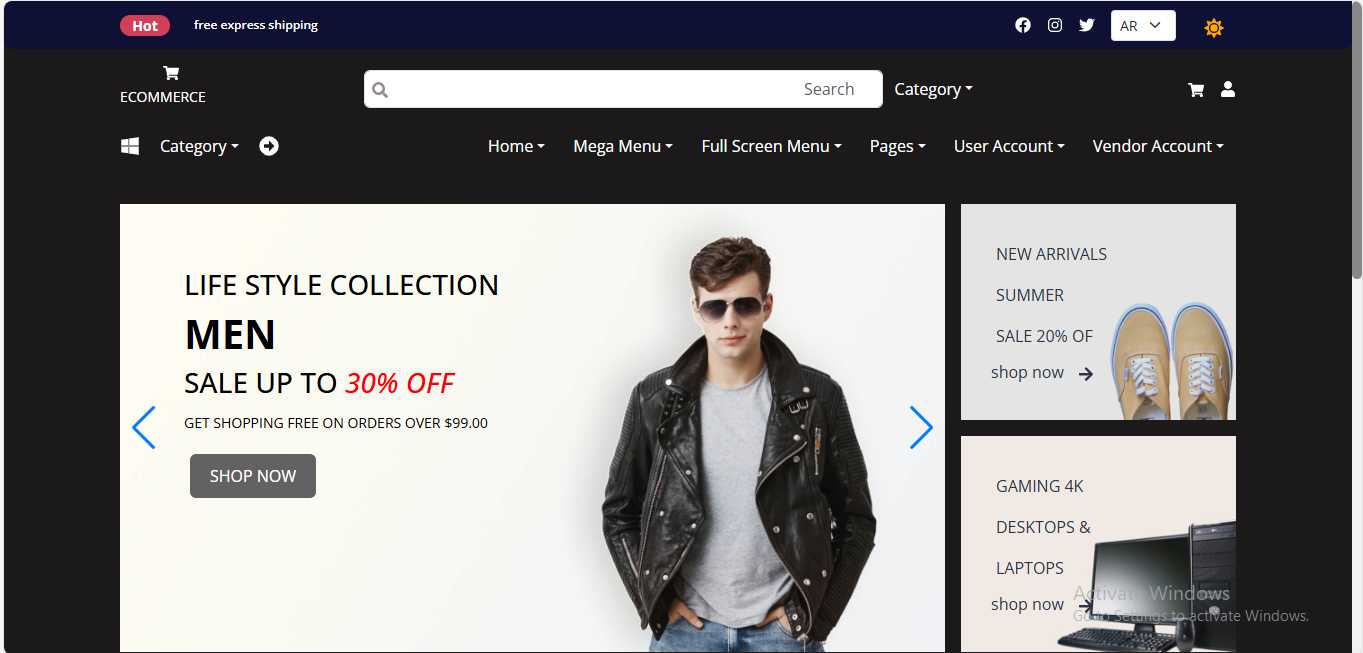 Hot free express shipping AR
ECOMMERCE
Search Category
Category Home Mega Menu Full Screen Menu Pages User Account Vendor Account
LIFE STYLE COLLECTION
MEN
SALE UP TO 30% OFF
GET SHOPPING FREE ON ORDERS OVER $99.00
SHOP NOW
NEW ARRIVALS
SUMMER
SALE 20% OF
shop now
GAMING 4K
DESKTOPS &
LAPTOPS
shop now
Activate Windows
Go to Settings to activate Windows.